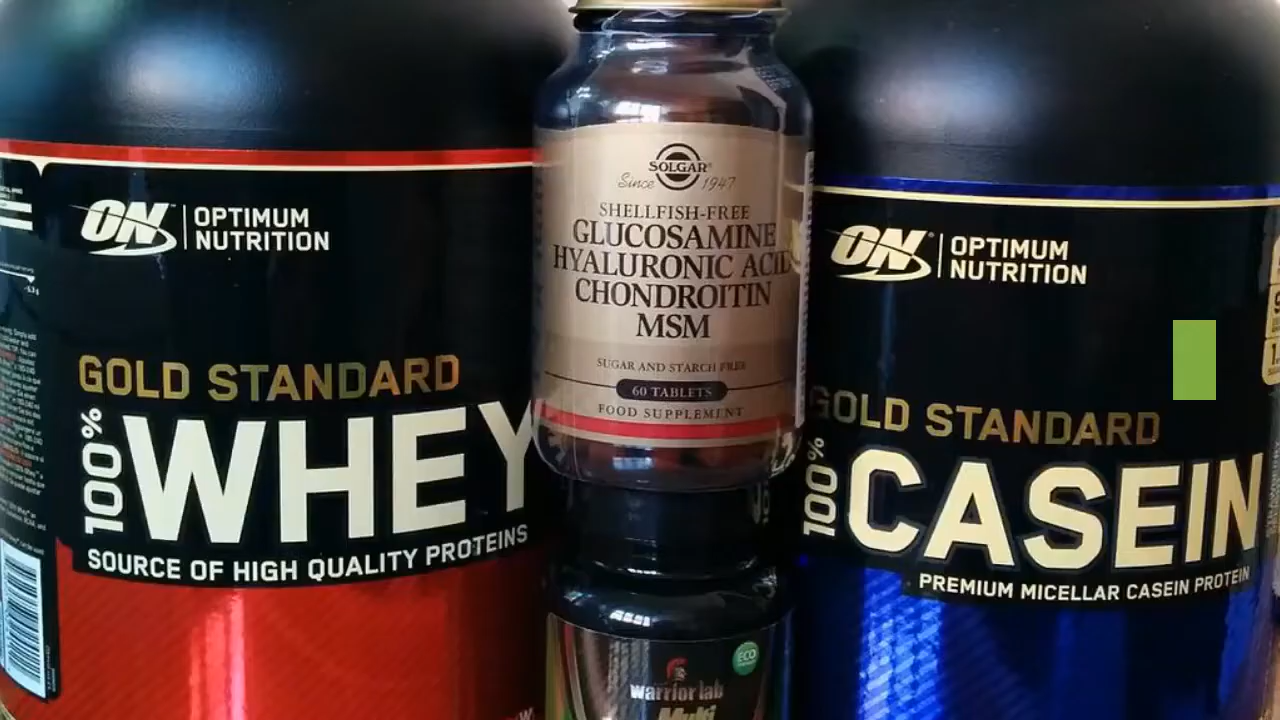 ON OPTIMUM
NUTRITION
GOLD STANDARD
100%
WHEY
SOURCE OF HIGH QUALITY PROTEINS
SOLGAR
Since 1947
SHELLFISH-FREE
GLUCOSAMINE
HYALURONIC ACID
CHONDROITIN
MSM
SUGAR AND STARCH FREE
60 TABLETS
FOOD SUPPLEMENT
ECO
warrior lab
Multi
ON OPTIMUM
NUTRITION
GOLD STANDARD
100%
CASEIN
PREMIUM MICELLAR CASEIN PROTEIN